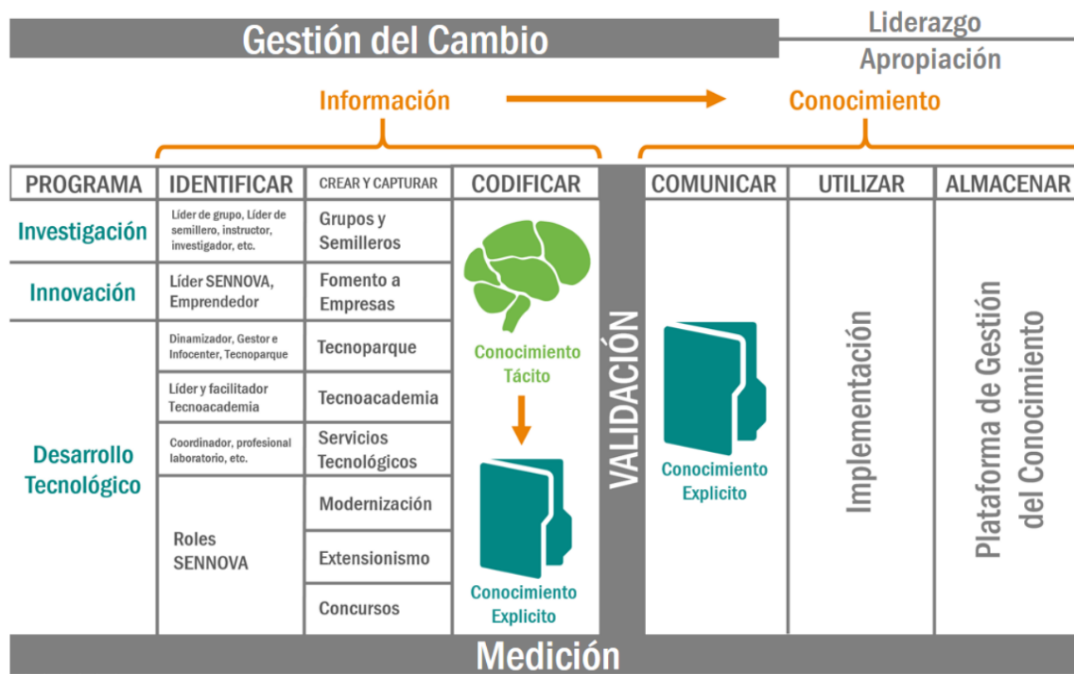 Gestión del Cambio
Liderazgo
Apropiación
Información
Conocimiento
PROGRAMA
IDENTIFICAR
CREAR Y CAPTURAR
CODIFICAR
COMUNICAR
UTILIZAR
ALMACENAR
Investigación
Líder de grupo, Líder de
semillero, instructor,
investigador, etc.
Grupos y
Semilleros
Innovación
Líder SENNOVA,
Emprendedor
Fomento a
Empresas
Desarrollo
Tecnológico
Dinamizador, Gestor e
Infocenter, Tecnoparque
Tecnoparque
Líder y facilitador
Tecnoacademia
Tecnoacademia
Coordinador, profesional
laboratorio, etc.
Servicios
Tecnológicos
Roles
SENNOVA
Modernización
Extensionismo
Concursos
Conocimiento
Tácito
Conocimiento
Explicito
VALIDACIÓN
Conocimiento
Explicito
Implementación
Plataforma de Gestión
del Conocimiento
Medición